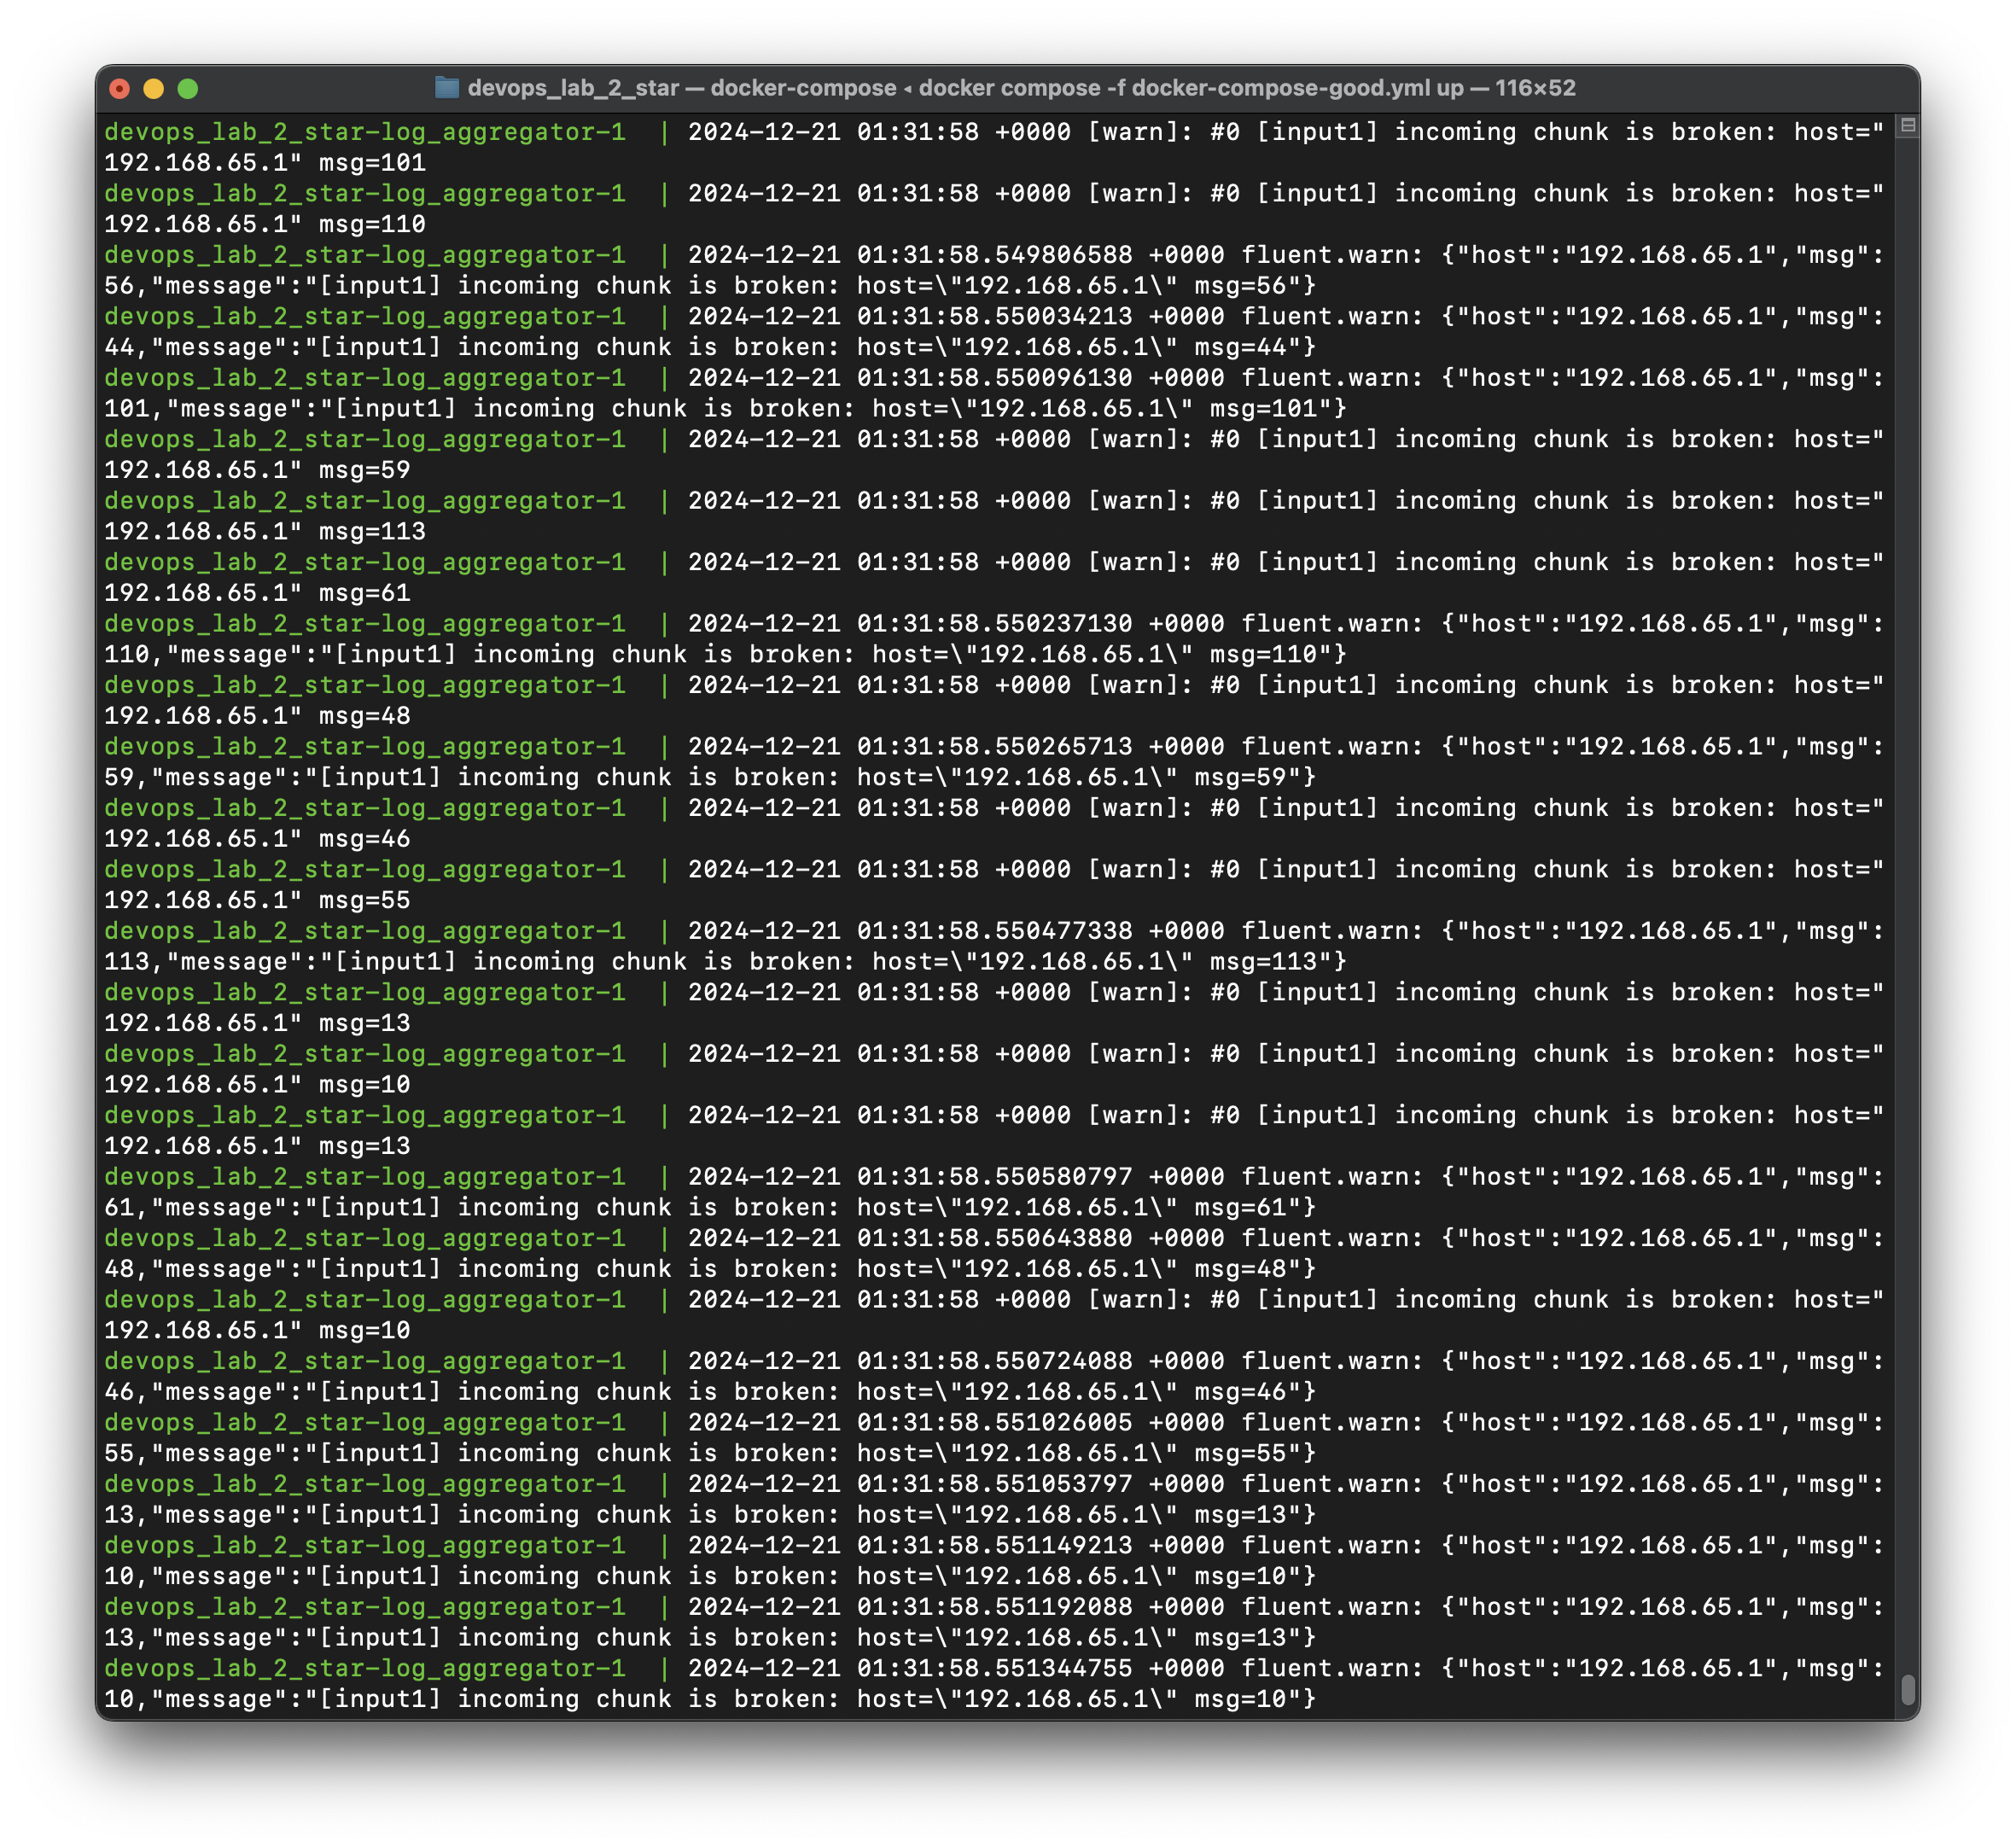 devops_lab_2_star — docker-compose ◂ docker compose -f docker-compose-good.yml up — 116×52
devops_lab_2_star-log_aggregator-1  | 2024-12-21 01:31:58 +0000 [warn]: #0 [input1] incoming chunk is broken: host="
192.168.65.1" msg=101
devops_lab_2_star-log_aggregator-1  | 2024-12-21 01:31:58 +0000 [warn]: #0 [input1] incoming chunk is broken: host="
192.168.65.1" msg=110
devops_lab_2_star-log_aggregator-1  | 2024-12-21 01:31:58.549806588 +0000 fluent.warn: {"host":"192.168.65.1","msg":
56,"message":"[input1] incoming chunk is broken: host=\"192.168.65.1\" msg=56"}
devops_lab_2_star-log_aggregator-1  | 2024-12-21 01:31:58.550034213 +0000 fluent.warn: {"host":"192.168.65.1","msg":
44,"message":"[input1] incoming chunk is broken: host=\"192.168.65.1\" msg=44"}
devops_lab_2_star-log_aggregator-1  | 2024-12-21 01:31:58.550096130 +0000 fluent.warn: {"host":"192.168.65.1","msg":
101,"message":"[input1] incoming chunk is broken: host=\"192.168.65.1\" msg=101"}
devops_lab_2_star-log_aggregator-1  | 2024-12-21 01:31:58 +0000 [warn]: #0 [input1] incoming chunk is broken: host="
192.168.65.1" msg=59
devops_lab_2_star-log_aggregator-1  | 2024-12-21 01:31:58 +0000 [warn]: #0 [input1] incoming chunk is broken: host="
192.168.65.1" msg=113
devops_lab_2_star-log_aggregator-1  | 2024-12-21 01:31:58 +0000 [warn]: #0 [input1] incoming chunk is broken: host="
192.168.65.1" msg=61
devops_lab_2_star-log_aggregator-1  | 2024-12-21 01:31:58.550237130 +0000 fluent.warn: {"host":"192.168.65.1","msg":
110,"message":"[input1] incoming chunk is broken: host=\"192.168.65.1\" msg=110"}
devops_lab_2_star-log_aggregator-1  | 2024-12-21 01:31:58 +0000 [warn]: #0 [input1] incoming chunk is broken: host="
192.168.65.1" msg=48
devops_lab_2_star-log_aggregator-1  | 2024-12-21 01:31:58.550265713 +0000 fluent.warn: {"host":"192.168.65.1","msg":
59,"message":"[input1] incoming chunk is broken: host=\"192.168.65.1\" msg=59"}
devops_lab_2_star-log_aggregator-1  | 2024-12-21 01:31:58 +0000 [warn]: #0 [input1] incoming chunk is broken: host="
192.168.65.1" msg=46
devops_lab_2_star-log_aggregator-1  | 2024-12-21 01:31:58 +0000 [warn]: #0 [input1] incoming chunk is broken: host="
192.168.65.1" msg=55
devops_lab_2_star-log_aggregator-1  | 2024-12-21 01:31:58.550477338 +0000 fluent.warn: {"host":"192.168.65.1","msg":
113,"message":"[input1] incoming chunk is broken: host=\"192.168.65.1\" msg=113"}
devops_lab_2_star-log_aggregator-1  | 2024-12-21 01:31:58 +0000 [warn]: #0 [input1] incoming chunk is broken: host="
192.168.65.1" msg=13
devops_lab_2_star-log_aggregator-1  | 2024-12-21 01:31:58 +0000 [warn]: #0 [input1] incoming chunk is broken: host="
192.168.65.1" msg=10
devops_lab_2_star-log_aggregator-1  | 2024-12-21 01:31:58 +0000 [warn]: #0 [input1] incoming chunk is broken: host="
192.168.65.1" msg=13
devops_lab_2_star-log_aggregator-1  | 2024-12-21 01:31:58.550580797 +0000 fluent.warn: {"host":"192.168.65.1","msg":
61,"message":"[input1] incoming chunk is broken: host=\"192.168.65.1\" msg=61"}
devops_lab_2_star-log_aggregator-1  | 2024-12-21 01:31:58.550643880 +0000 fluent.warn: {"host":"192.168.65.1","msg":
48,"message":"[input1] incoming chunk is broken: host=\"192.168.65.1\" msg=48"}
devops_lab_2_star-log_aggregator-1  | 2024-12-21 01:31:58 +0000 [warn]: #0 [input1] incoming chunk is broken: host="
192.168.65.1" msg=10
devops_lab_2_star-log_aggregator-1  | 2024-12-21 01:31:58.550724088 +0000 fluent.warn: {"host":"192.168.65.1","msg":
46,"message":"[input1] incoming chunk is broken: host=\"192.168.65.1\" msg=46"}
devops_lab_2_star-log_aggregator-1  | 2024-12-21 01:31:58.551026005 +0000 fluent.warn: {"host":"192.168.65.1","msg":
55,"message":"[input1] incoming chunk is broken: host=\"192.168.65.1\" msg=55"}
devops_lab_2_star-log_aggregator-1  | 2024-12-21 01:31:58.551053797 +0000 fluent.warn: {"host":"192.168.65.1","msg":
13,"message":"[input1] incoming chunk is broken: host=\"192.168.65.1\" msg=13"}
devops_lab_2_star-log_aggregator-1  | 2024-12-21 01:31:58.551149213 +0000 fluent.warn: {"host":"192.168.65.1","msg":
10,"message":"[input1] incoming chunk is broken: host=\"192.168.65.1\" msg=10"}
devops_lab_2_star-log_aggregator-1  | 2024-12-21 01:31:58.551192088 +0000 fluent.warn: {"host":"192.168.65.1","msg":
13,"message":"[input1] incoming chunk is broken: host=\"192.168.65.1\" msg=13"}
devops_lab_2_star-log_aggregator-1  | 2024-12-21 01:31:58.551344755 +0000 fluent.warn: {"host":"192.168.65.1","msg":
10,"message":"[input1] incoming chunk is broken: host=\"192.168.65.1\" msg=10"}